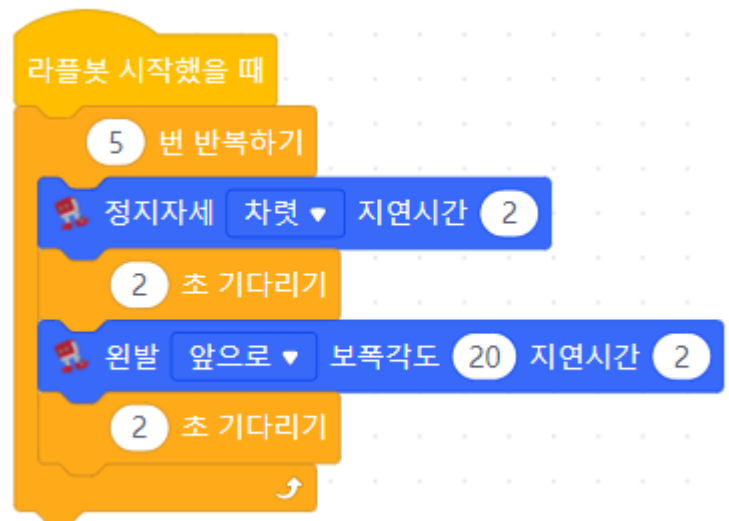 라플봇 시작했을 때
5 번 반복하기
정지자세 차렷 ▼ 지연시간 2
2 초 기다리기
왼발 앞으로 ▼ 보폭각도 20 지연시간 2
2 초 기다리기